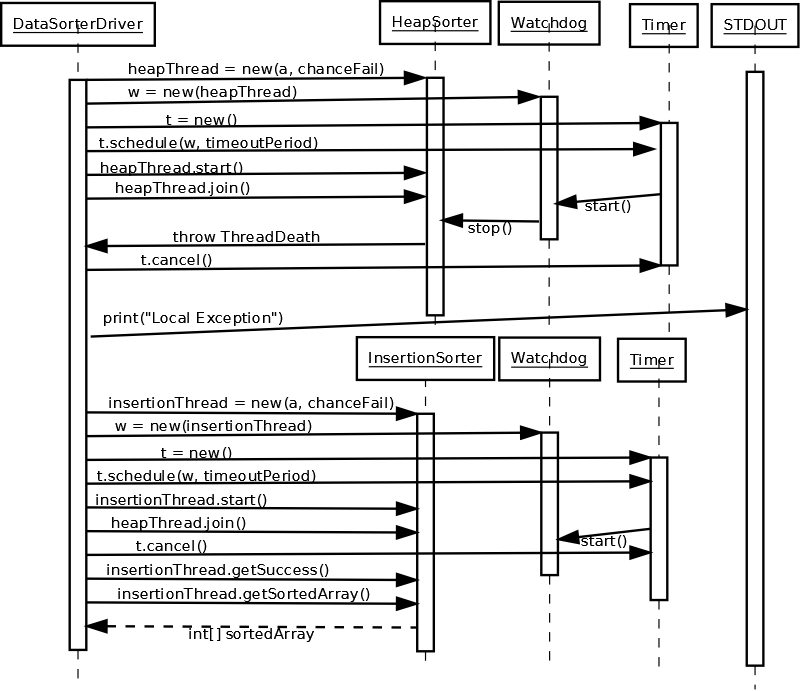 DataSorterDriver
HeapSorter
Watchdog
Timer
STDOUT
heapThread = new(a, chanceFail)
w = new(heapThread)
t = new()
t.schedule(w, timeoutPeriod)
heapThread.start()
heapThread.join()
start()
stop()
throw ThreadDeath
t.cancel()
print("Local Exception")
InsertionSorter
Watchdog
Timer
insertionThread = new(a, chanceFail)
w = new(insertionThread)
t = new()
t.schedule(w, timeoutPeriod)
insertionThread.start()
heapThread.join()
start()
t.cancel()
insertionThread.getSuccess()
insertionThread.getSortedArray()
int[] sortedArray